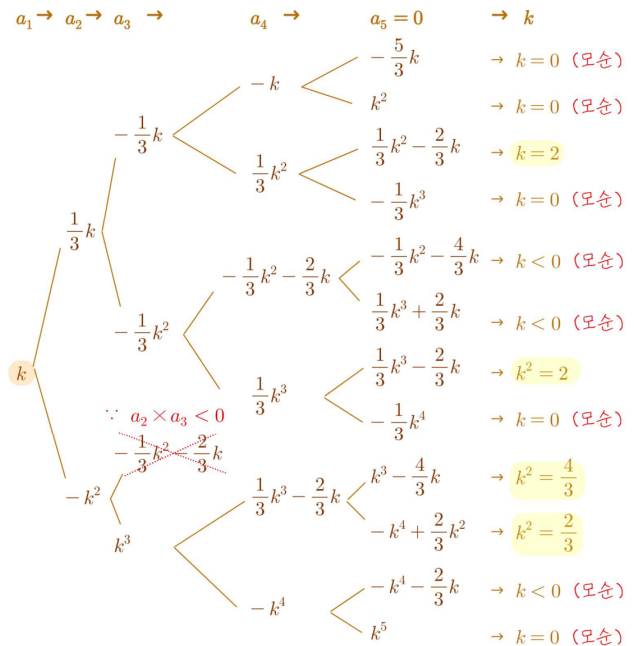 a₁ → a₂ → a₃ → a₄ → a₅ = 0 → k
-5/3 k → k = 0 (모순)
-k
k² → k = 0 (모순)
-1/3 k
1/3 k² - 2/3 k → k = 2
1/3 k²
-1/3 k³ → k = 0 (모순)
1/3 k
-1/3 k² - 4/3 k → k < 0 (모순)
-1/3 k² - 2/3 k
1/3 k³ + 2/3 k → k < 0 (모순)
-1/3 k²
k
1/3 k³ - 2/3 k → k² = 2
1/3 k³
-1/3 k⁴ → k = 0 (모순)
∵ a₂ × a₃ < 0
-1/3 k² - 2/3 k
k³ - 4/3 k → k² = 4/3
-k²
1/3 k³ - 2/3 k
-k⁴ + 2/3 k² → k² = 2/3
k³
-k⁴ - 2/3 k → k < 0 (모순)
-k⁴
k⁵ → k = 0 (모순)